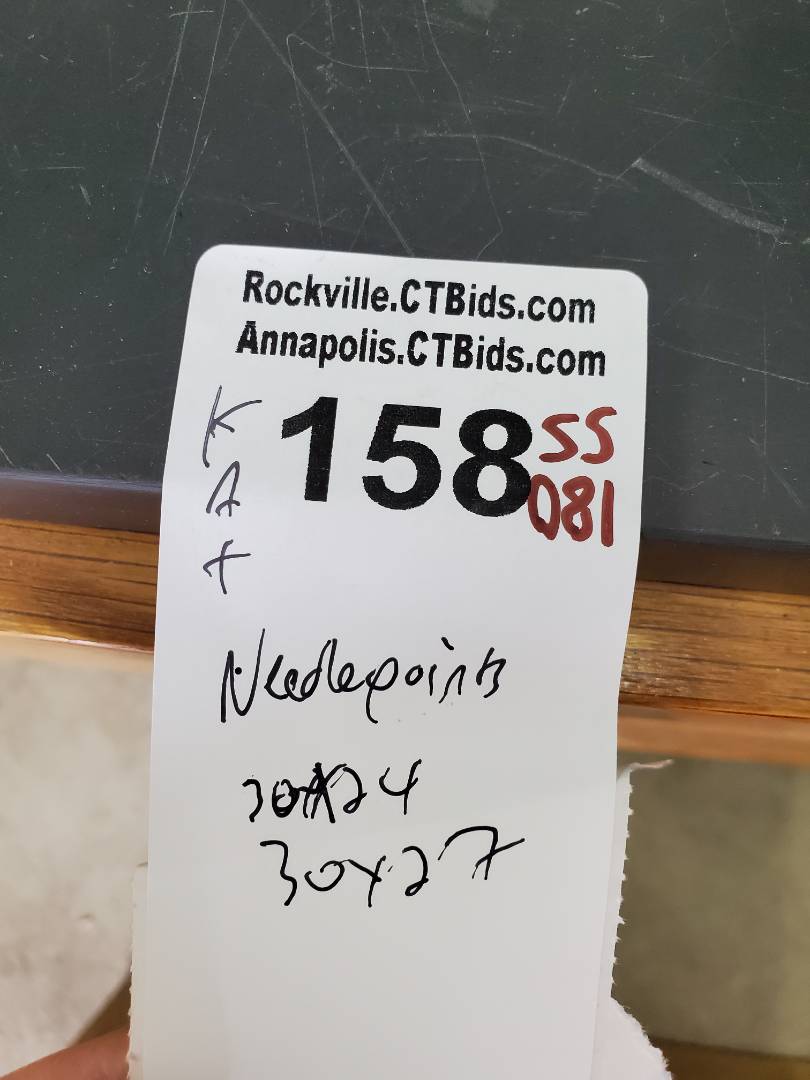 Rockville.CTBids.com
Annapolis.CTBids.com
158
SS
081
K
A
t
Needlepoints
30x24
30x27